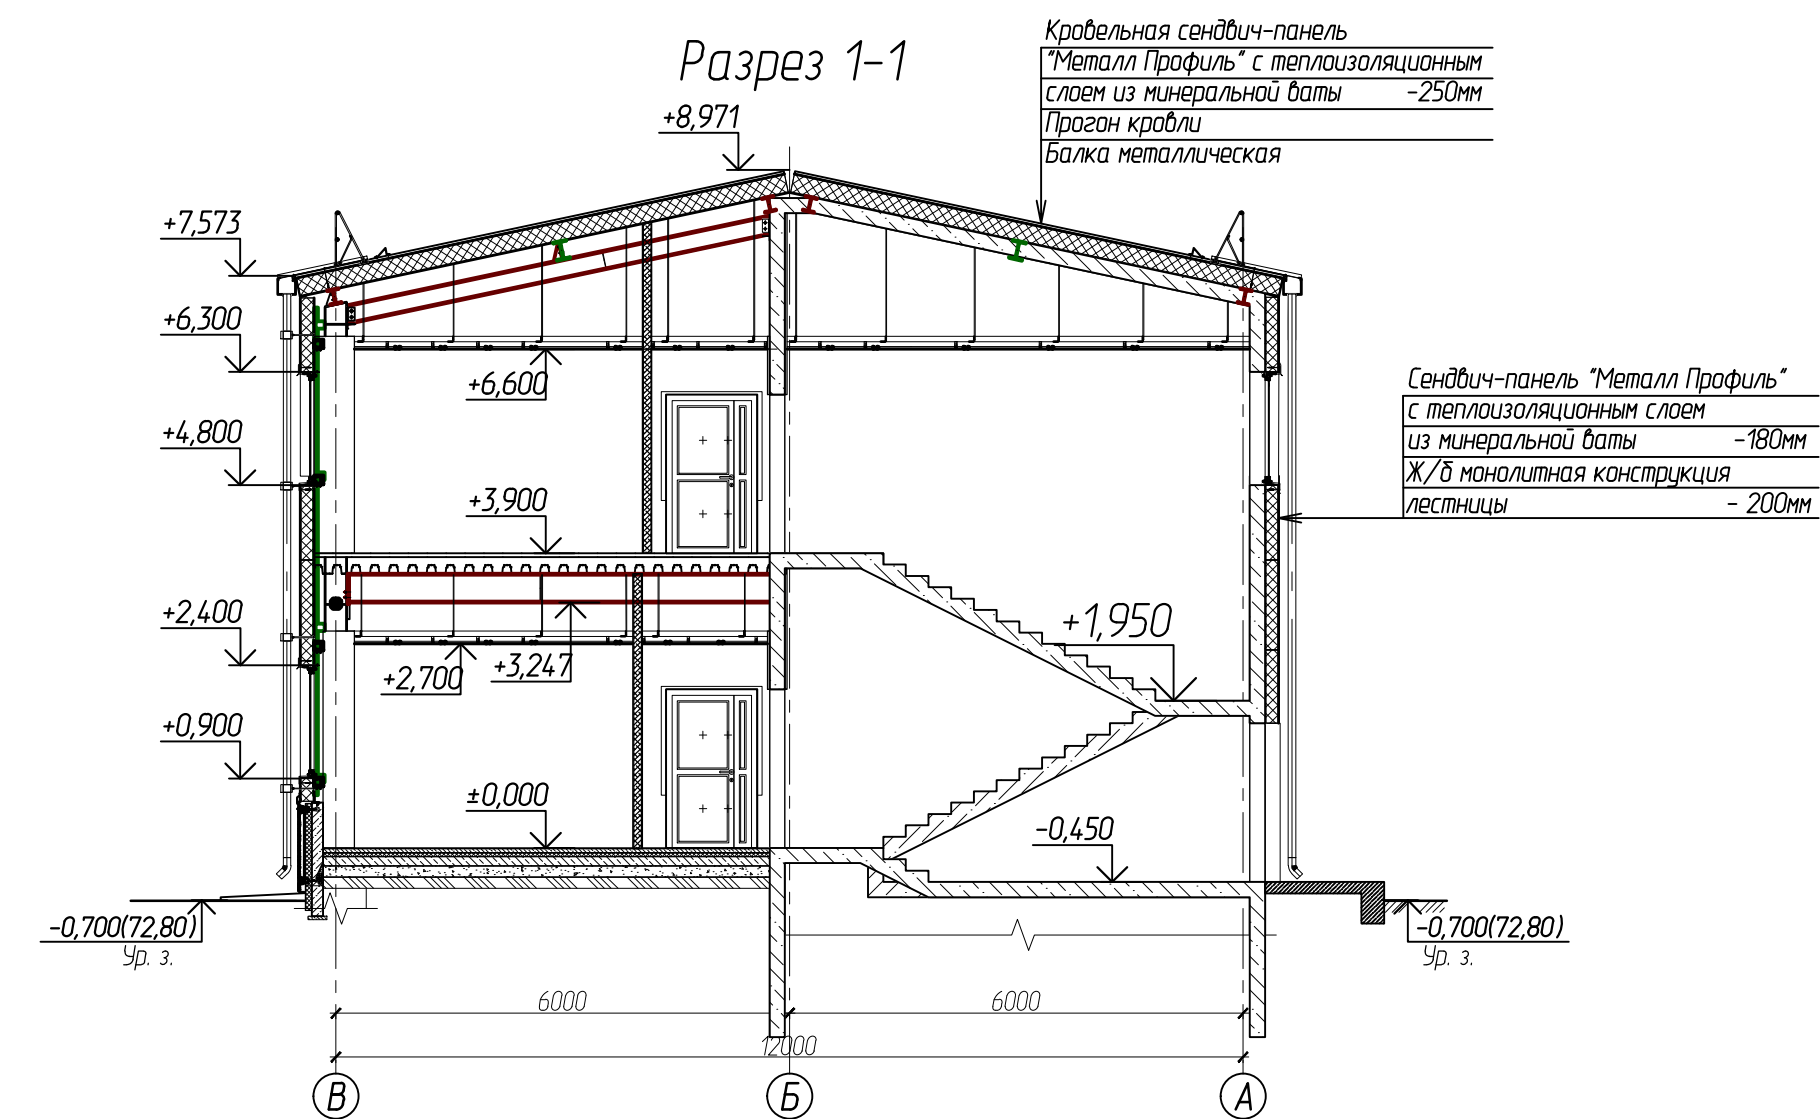 Разрез 1-1
Кровельная сендвич-панель
"Металл Профиль" с теплоизоляционным
слоем из минеральной ваты -250мм
Прогон кровли
Балка металлическая
+8,971
+7,573
+6,300
+6,600
Сендвич-панель "Металл Профиль"
с теплоизоляционным слоем
из минеральной ваты -180мм
Ж/б монолитная конструкция
лестницы - 200мм
+4,800
+3,900
+2,400
+1,950
+3,247
+2,700
+0,900
±0,000
-0,450
-0,700(72,80)
Ур. з.
-0,700(72,80)
Ур. з.
6000
6000
12000
В
Б
А